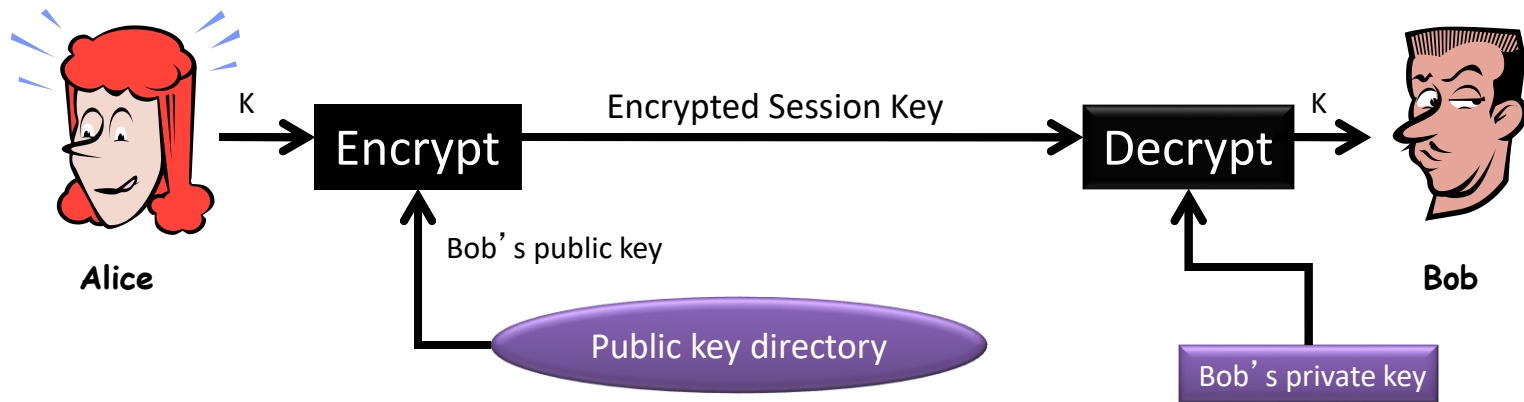 K
Encrypt
Encrypted Session Key
Decrypt
K
Bob’s public key
Alice
Bob
Public key directory
Bob’s private key